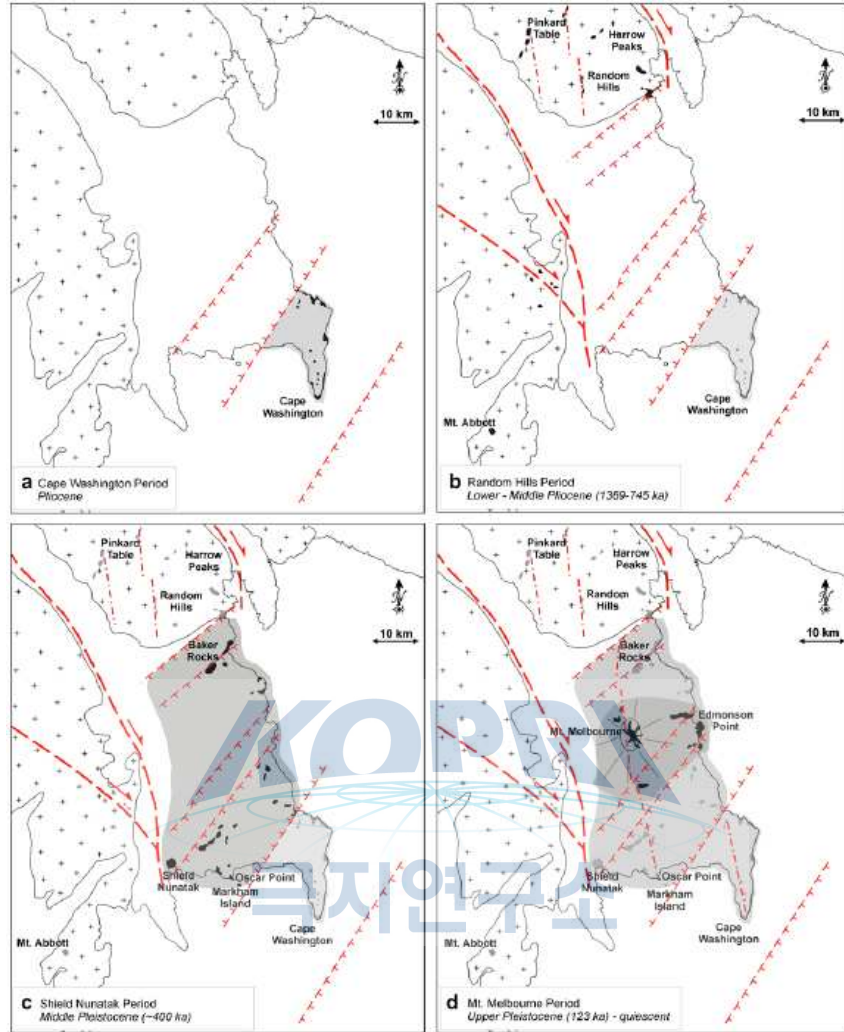 10 km
Cape
Washington
a Cape Washington Period
Pliocene
Pinkard
Table
Harrow
Peaks
Random
Hills
10 km
Cape
Washington
Mt. Abbott
b Random Hills Period
Lower - Middle Pliocene (1369-745 ka)
Pinkard
Table
Harrow
Peaks
Random
Hills
10 km
Baker
Rocks
Shield
Nunatak
Oscar Point
Markham
Island
Mt. Abbott
Cape
Washington
c Shield Nunatak Period
Middle Pleistocene (~400 ka)
Pinkard
Table
Harrow
Peaks
Random
Hills
10 km
Baker
Rocks
Edmonson
Point
Mt. Melbourne
Shield
Nunatak
Oscar Point
Markham
Island
Cape
Washington
Mt. Abbott
d Mt. Melbourne Period
Upper Pleistocene (123 ka) - quiescent
KOPRI
극지연구소